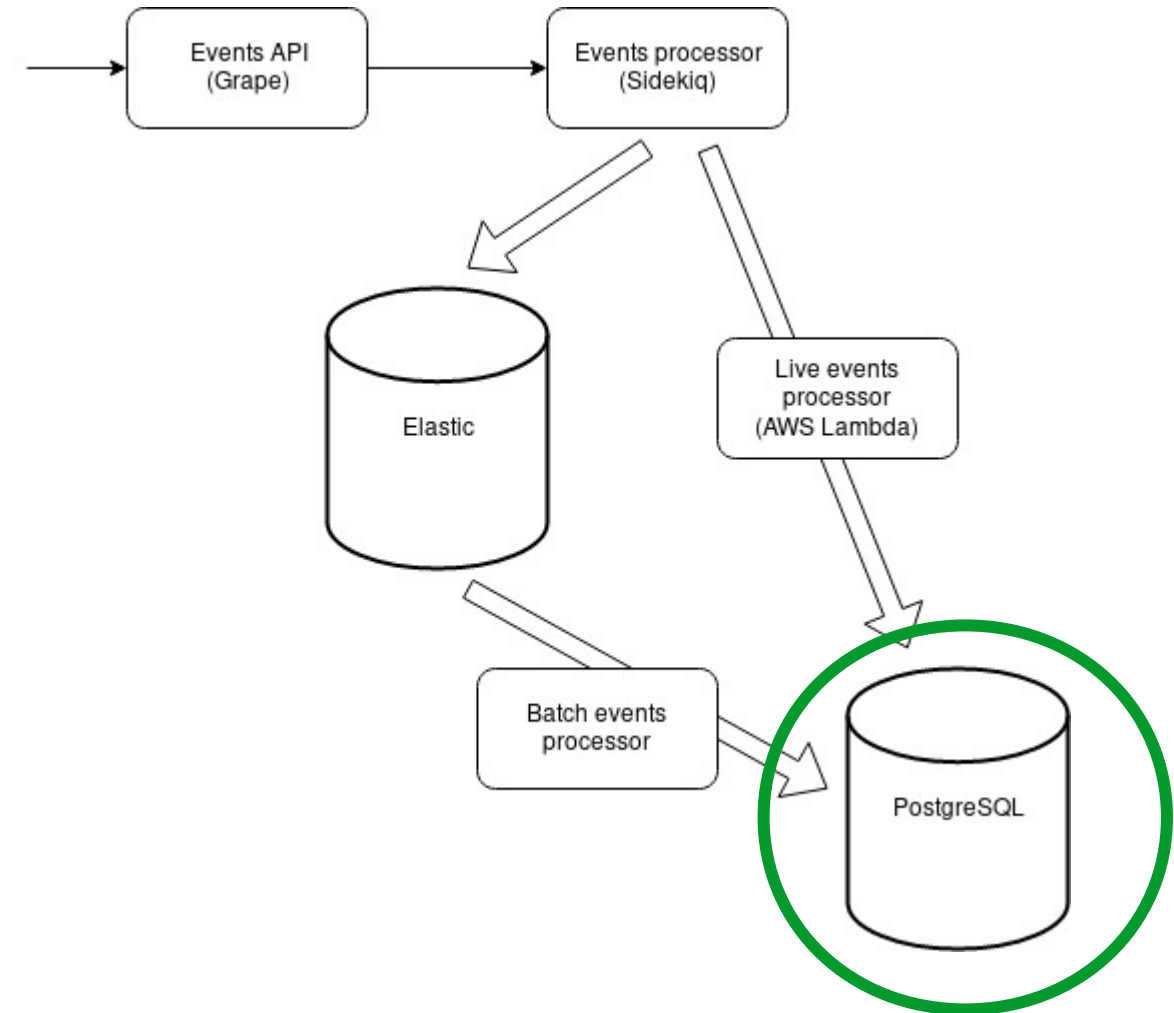 Events API
(Grape)
Events processor
(Sidekiq)
Elastic
Live events
processor
(AWS Lambda)
Batch events
processor
PostgreSQL